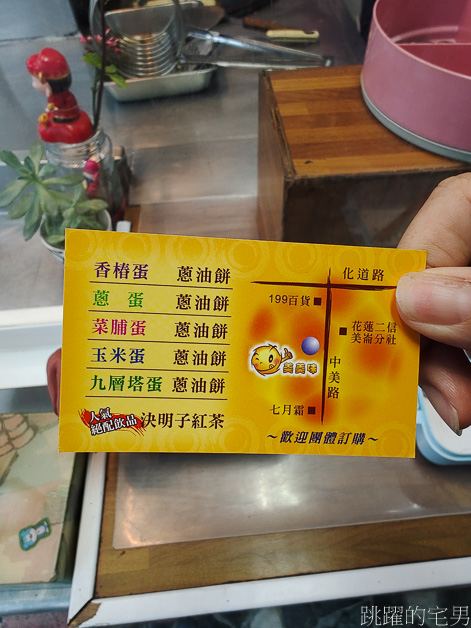 香椿蛋 蔥油餅
蔥 蛋 蔥油餅
菜脯蛋 蔥油餅
玉米蛋 蔥油餅
九層塔蛋 蔥油餅
人氣
絕配飲品
決明子紅茶
化道路
199百貨
花蓮二信
美崙分社
美美味
中美路
七月霜
～歡迎團體訂購～
跳躍的宅男